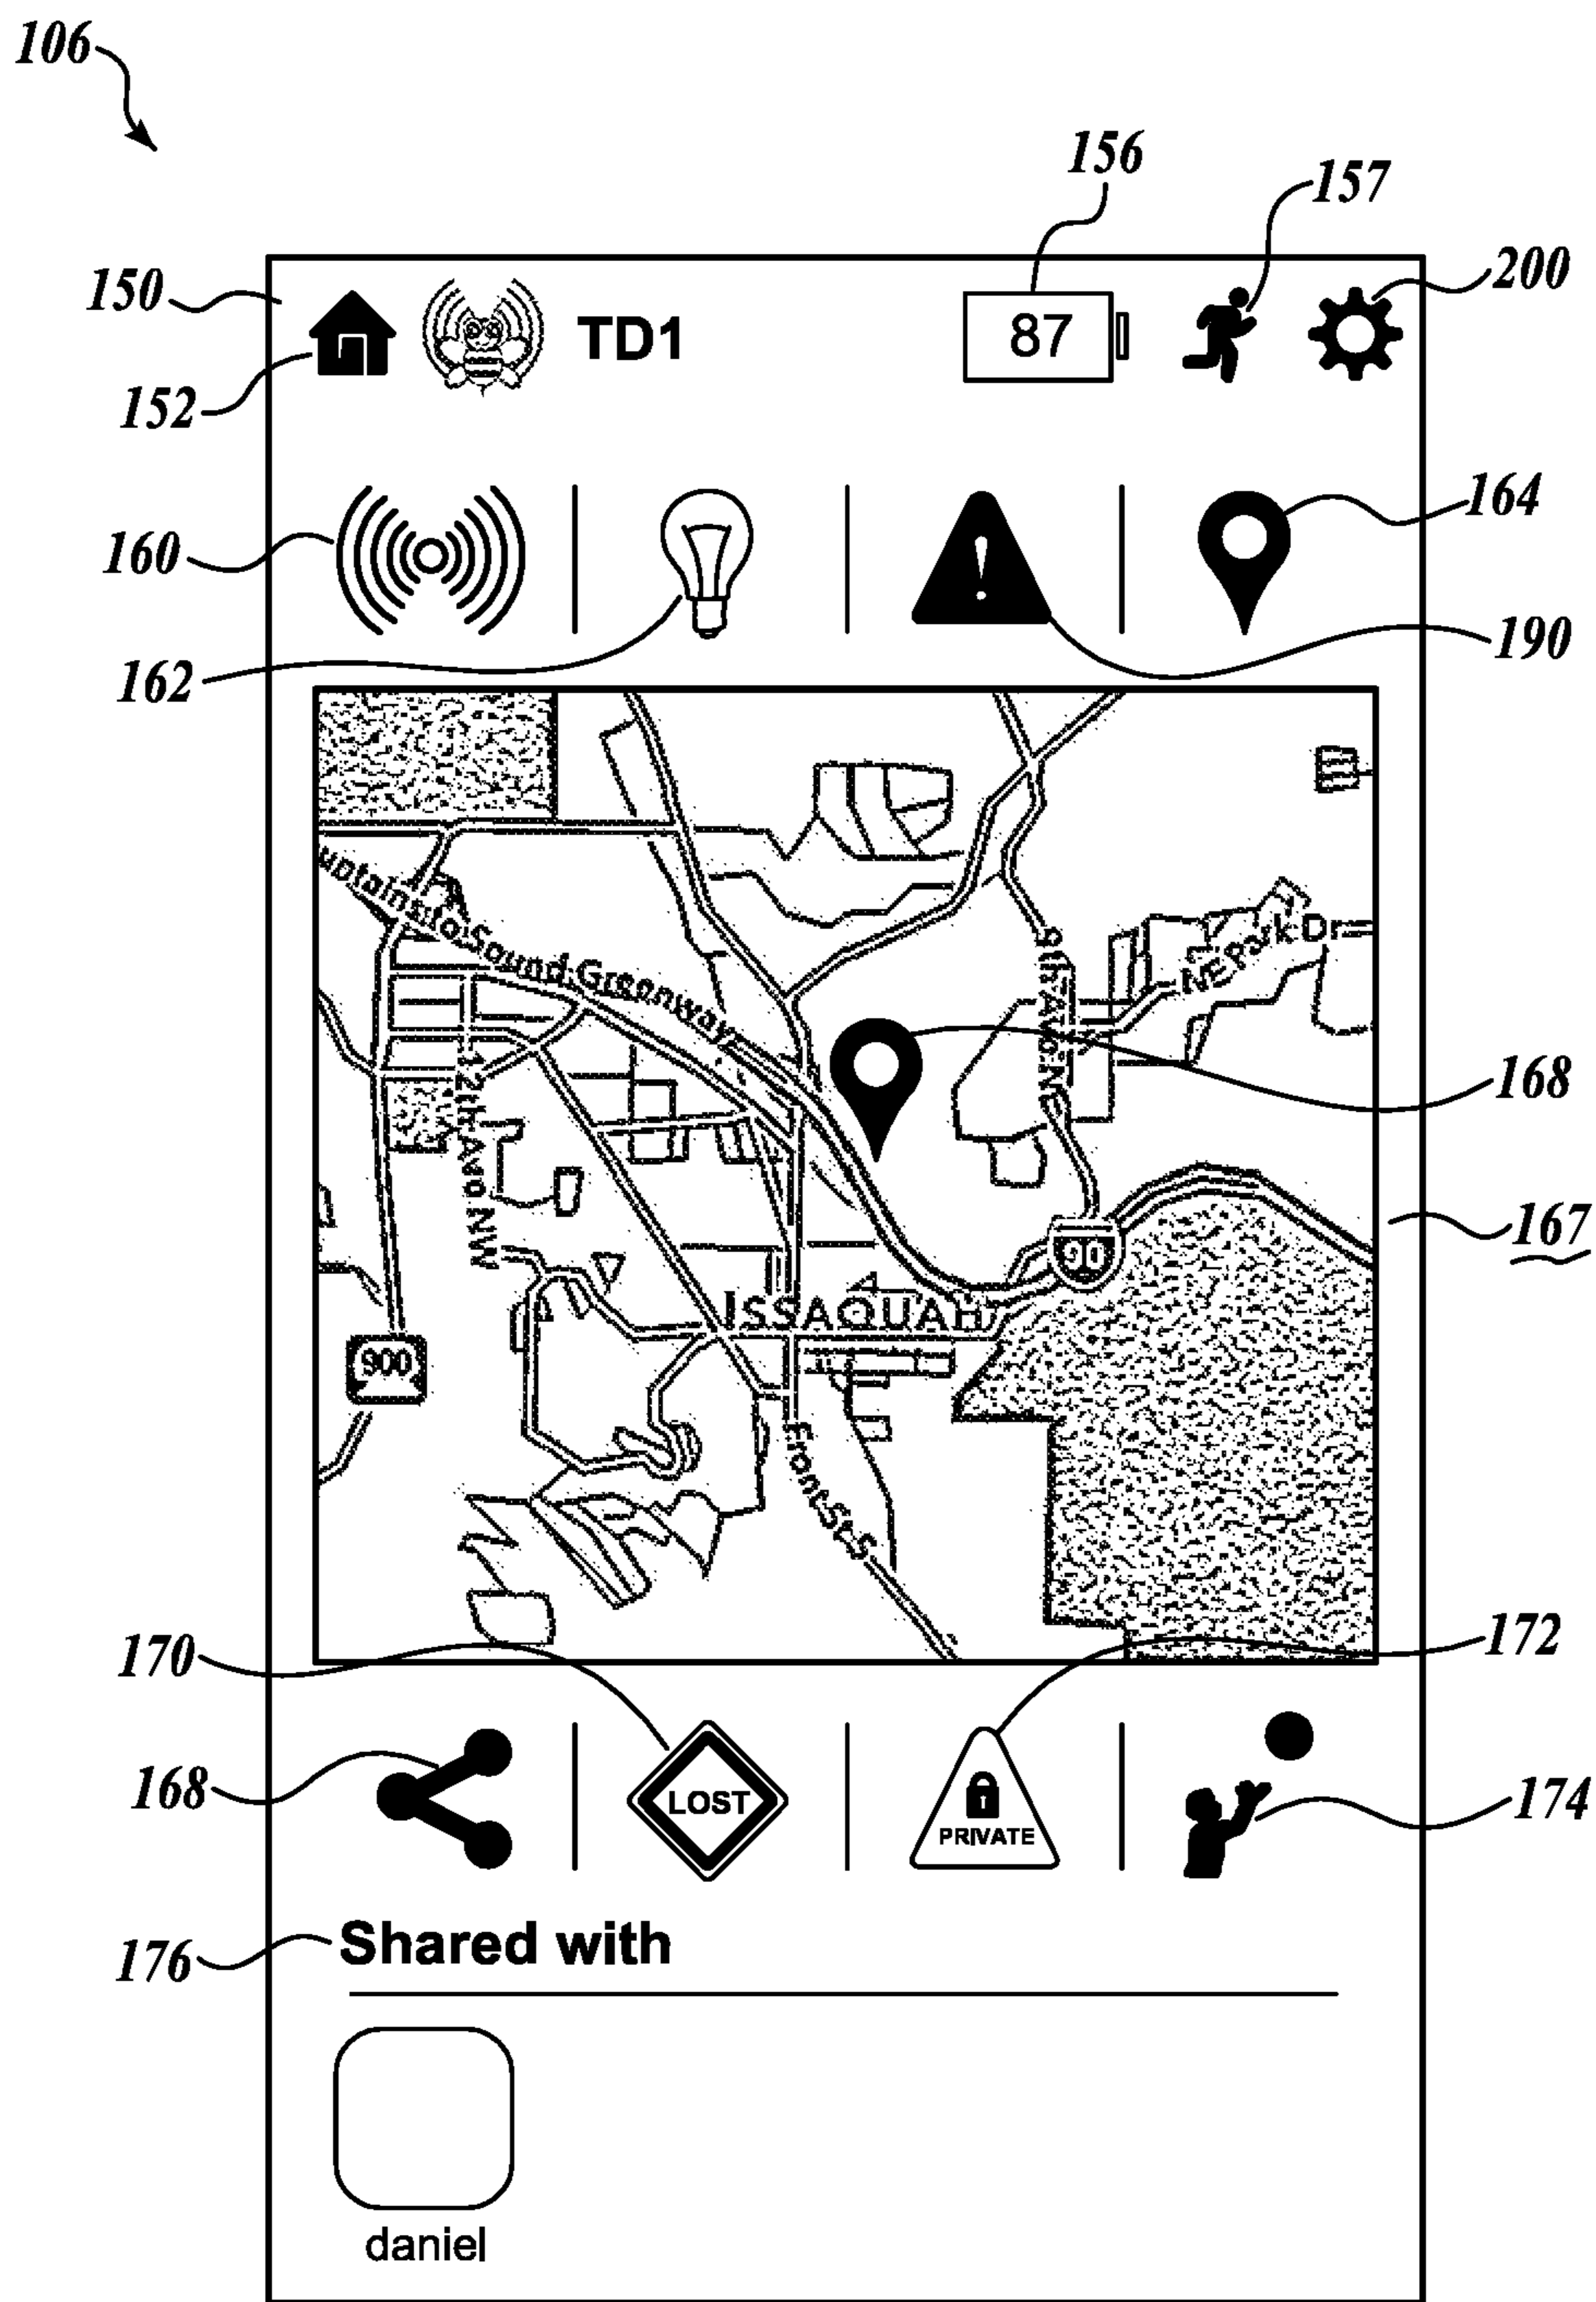 106
156
157
150
200
TD1
87
152
164
160
!
190
162
untains to Sound Greenway
9th Ave NE
NE Park Dr
168
12th Ave NW
167
90
ISSAQUAH
900
Front St S
170
172
168
LOST
PRIVATE
174
176
Shared with
daniel